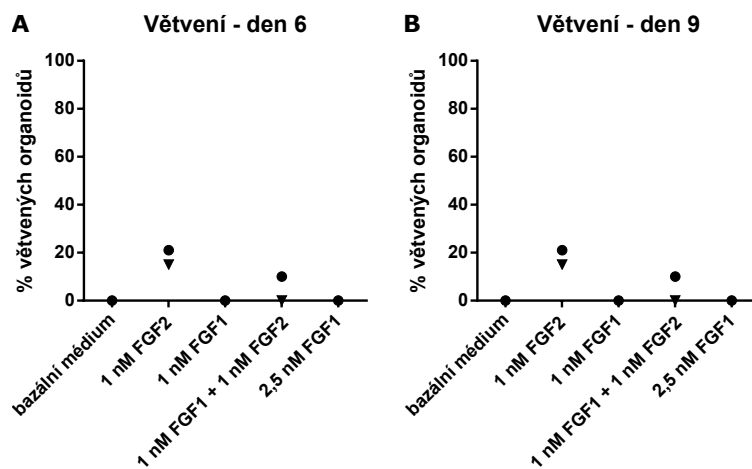 A
Větvení - den 6
% větvených organoidů
100
80
60
40
20
0
bazální médium
1 nM FGF2
1 nM FGF1
1 nM FGF1 + 1 nM FGF2
2,5 nM FGF1
B
Větvení - den 9
% větvených organoidů
100
80
60
40
20
0
bazální médium
1 nM FGF2
1 nM FGF1
1 nM FGF1 + 1 nM FGF2
2,5 nM FGF1